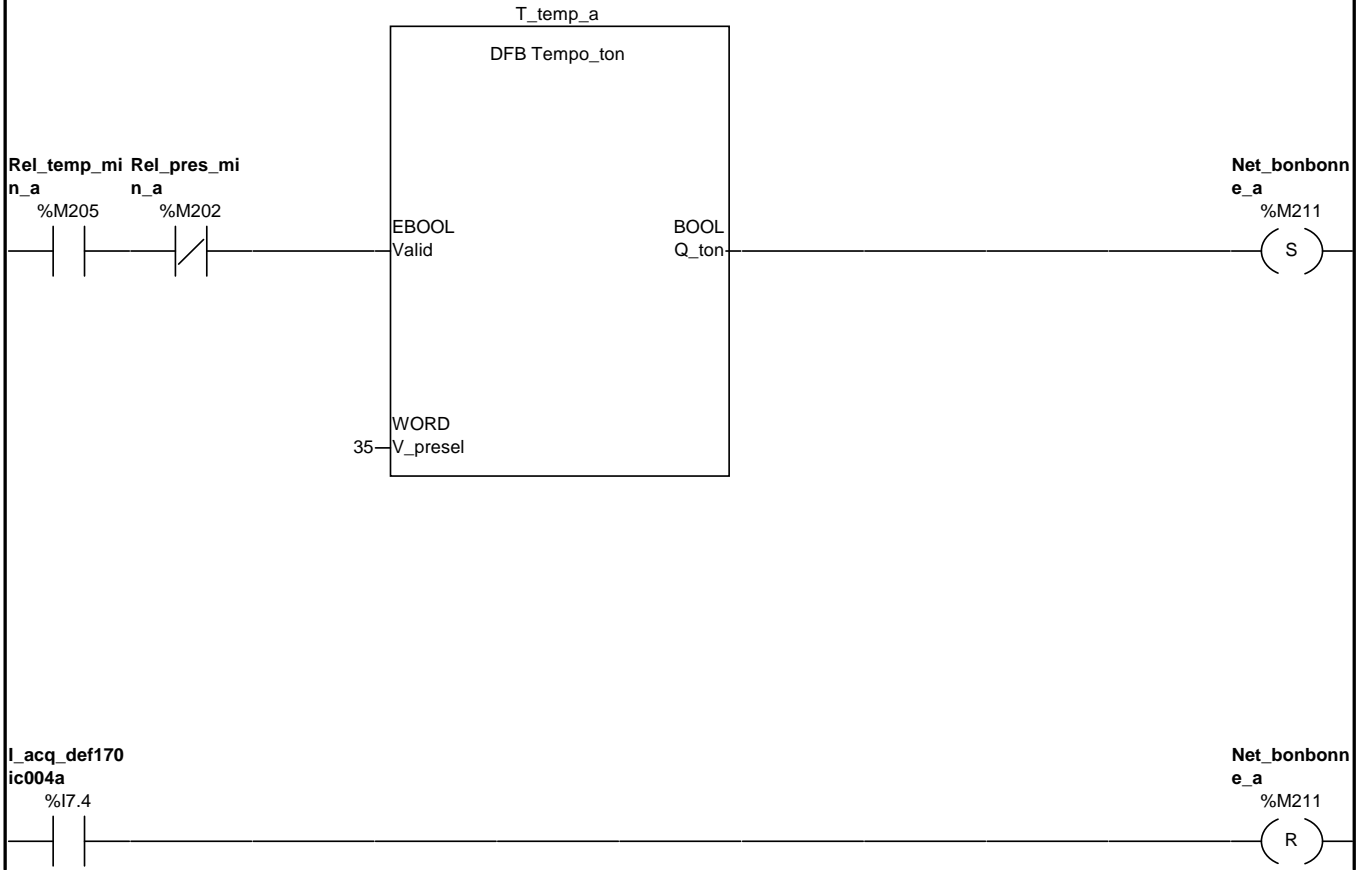 T_temp_a
DFB Tempo_ton
Rel_temp_mi Rel_pres_mi
n_a n_a
%M205 %M202
Net_bonbonn
e_a
%M211
EBOOL BOOL
Valid Q_ton
S
WORD
35 V_presel
I_acq_def170
ic004a
%I7.4
Net_bonbonn
e_a
%M211
R